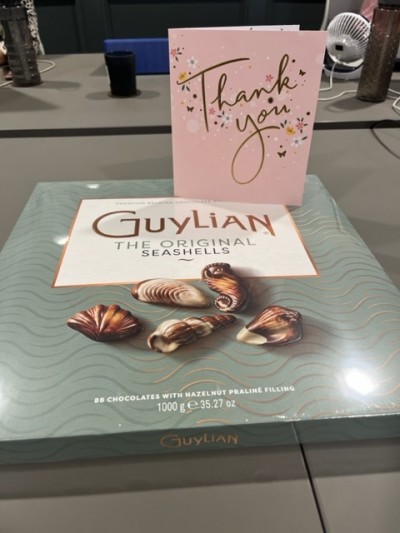 Thank
you
GUYLIAN
THE ORIGINAL
SEASHELLS
88 CHOCOLATES WITH HAZELNUT PRALINÉ FILLING
1000 g ℮ 35.27 oz
GUYLIAN